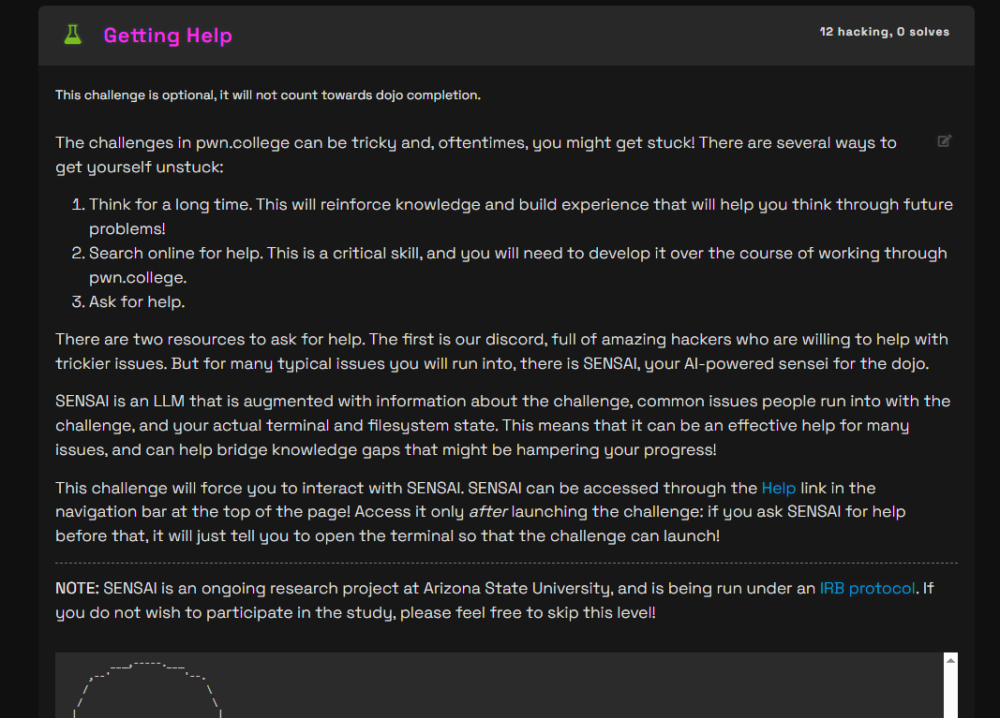 Getting Help
12 hacking, 0 solves
This challenge is optional, it will not count towards dojo completion.
The challenges in pwn.college can be tricky and, oftentimes, you might get stuck! There are several ways to
get yourself unstuck:
1. Think for a long time. This will reinforce knowledge and build experience that will help you think through future
problems!
2. Search online for help. This is a critical skill, and you will need to develop it over the course of working through
pwn.college.
3. Ask for help.
There are two resources to ask for help. The first is our discord, full of amazing hackers who are willing to help with
trickier issues. But for many typical issues you will run into, there is SENSAI, your AI-powered sensei for the dojo.
SENSAI is an LLM that is augmented with information about the challenge, common issues people run into with the
challenge, and your actual terminal and filesystem state. This means that it can be an effective help for many
issues, and can help bridge knowledge gaps that might be hampering your progress!
This challenge will force you to interact with SENSAI. SENSAI can be accessed through the Help link in the
navigation bar at the top of the page! Access it only after launching the challenge: if you ask SENSAI for help
before that, it will just tell you to open the terminal so that the challenge can launch!
NOTE: SENSAI is an ongoing research project at Arizona State University, and is being run under an IRB protocol. If
you do not wish to participate in the study, please feel free to skip this level!